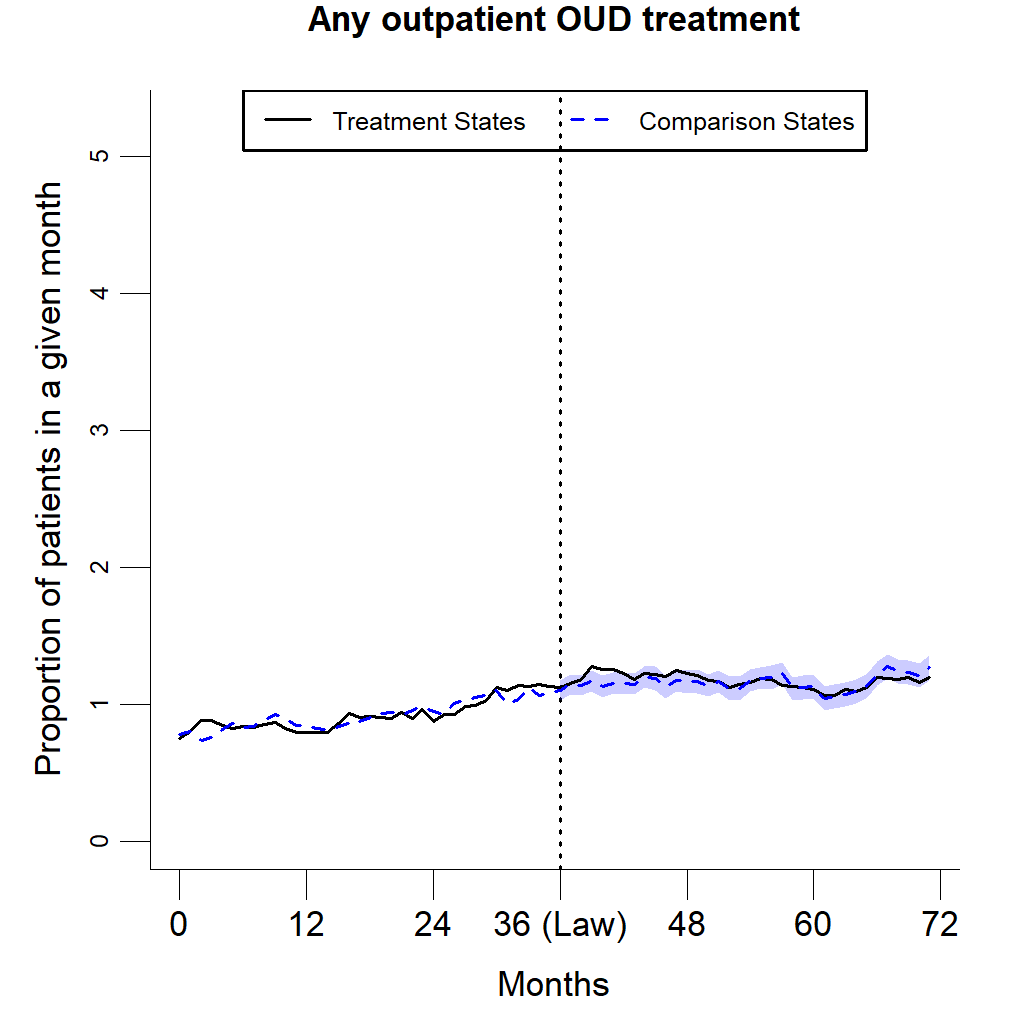 Any outpatient OUD treatment
Treatment States
Comparison States
Proportion of patients in a given month
5
4
3
2
1
0
0 12 24 36 (Law) 48 60 72
Months